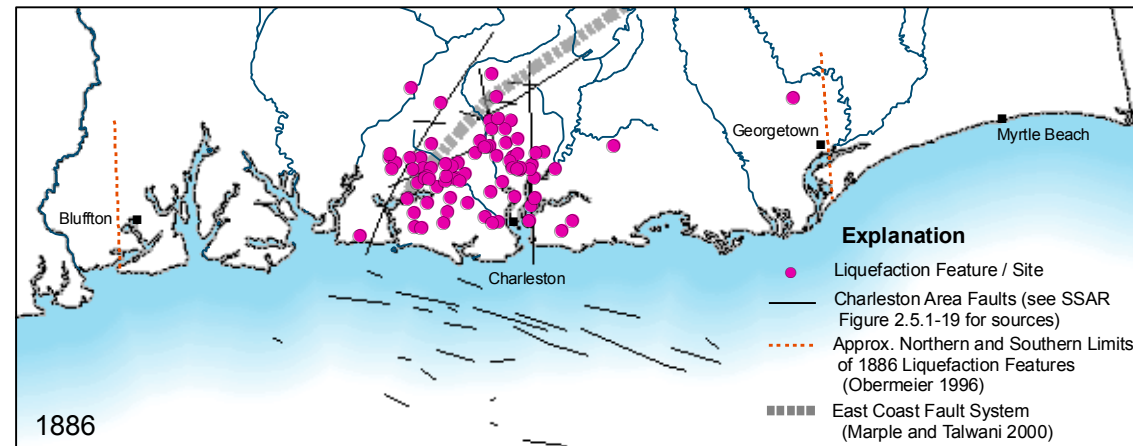 Georgetown
Myrtle Beach
Bluffton
Charleston
Explanation
Liquefaction Feature / Site
Charleston Area Faults (see SSAR
Figure 2.5.1-19 for sources)
Approx. Northern and Southern Limits
of 1886 Liquefaction Features
(Obermeier 1996)
East Coast Fault System
(Marple and Talwani 2000)
1886